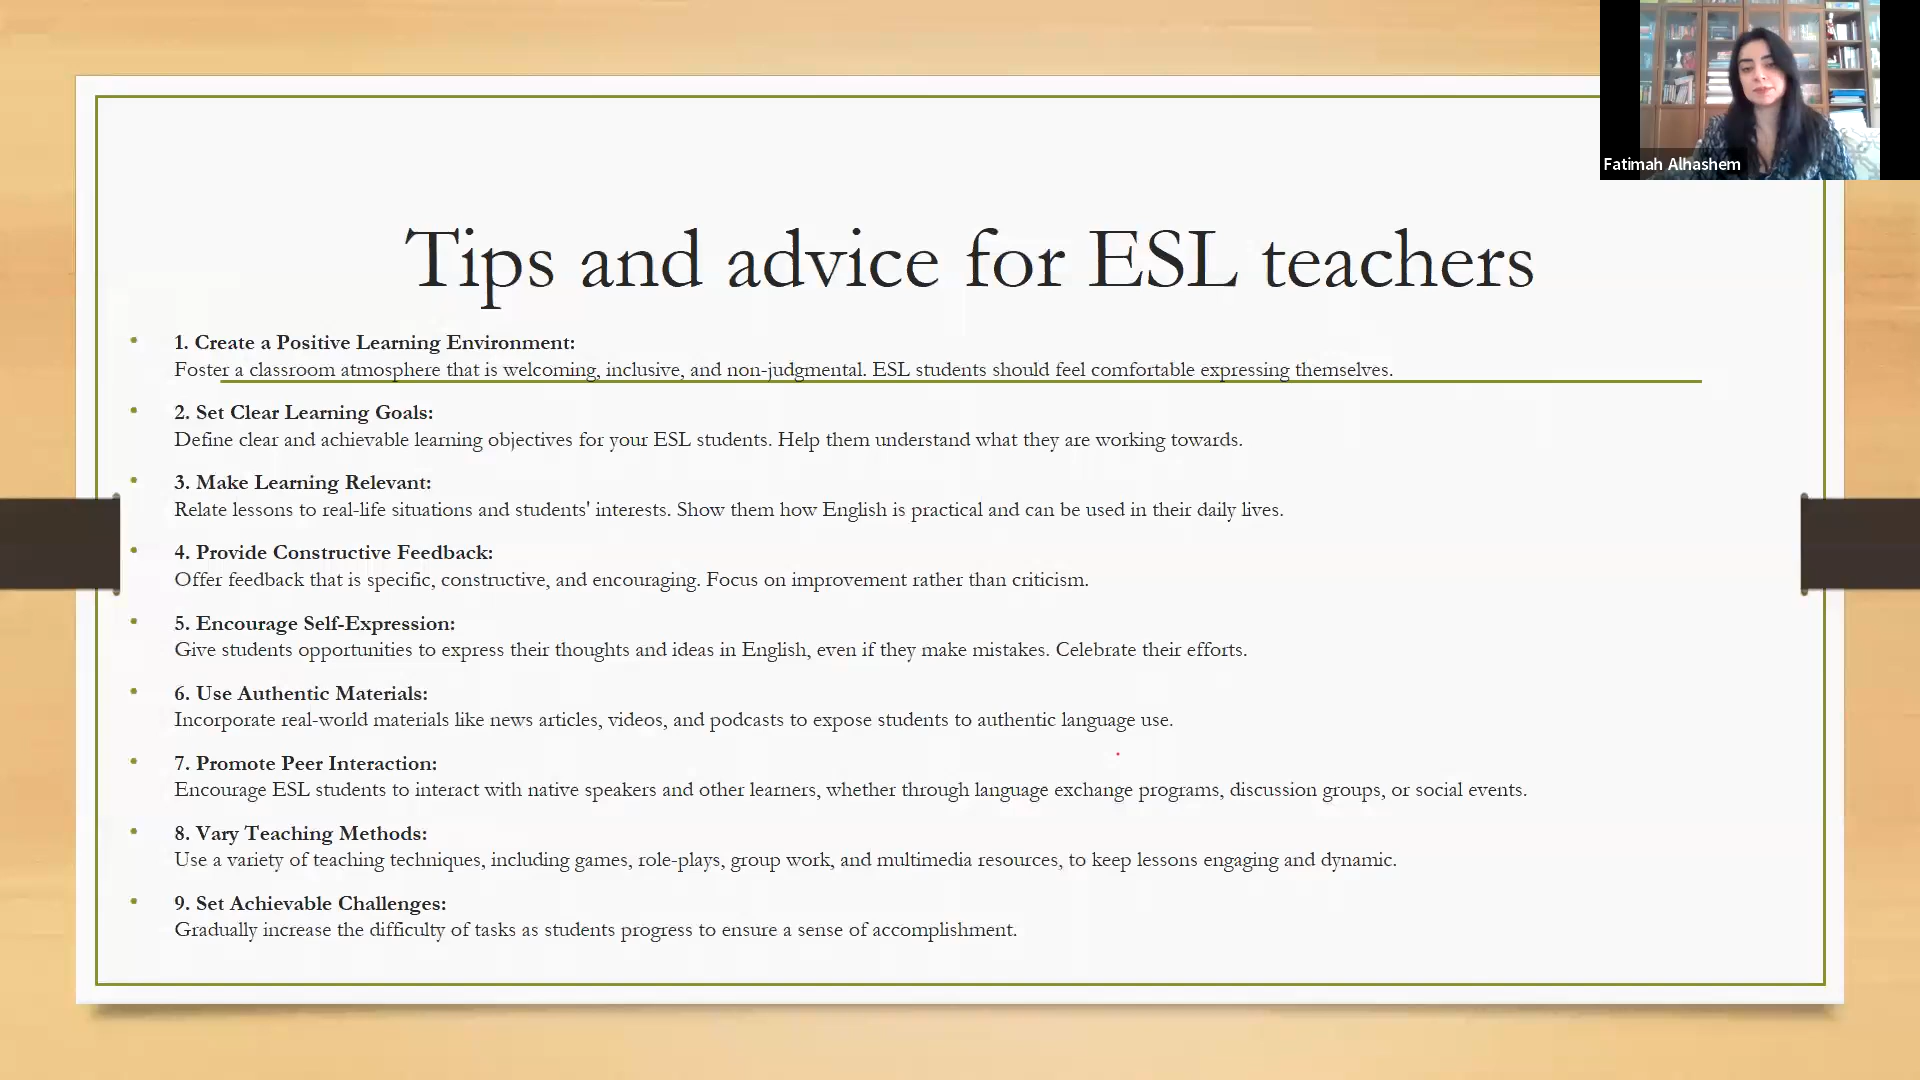 Fatimah Alhashem
Tips and advice for ESL teachers
• 1. Create a Positive Learning Environment:
Foster a classroom atmosphere that is welcoming, inclusive, and non-judgmental. ESL students should feel comfortable expressing themselves.
• 2. Set Clear Learning Goals:
Define clear and achievable learning objectives for your ESL students. Help them understand what they are working towards.
• 3. Make Learning Relevant:
Relate lessons to real-life situations and students' interests. Show them how English is practical and can be used in their daily lives.
• 4. Provide Constructive Feedback:
Offer feedback that is specific, constructive, and encouraging. Focus on improvement rather than criticism.
• 5. Encourage Self-Expression:
Give students opportunities to express their thoughts and ideas in English, even if they make mistakes. Celebrate their efforts.
• 6. Use Authentic Materials:
Incorporate real-world materials like news articles, videos, and podcasts to expose students to authentic language use.
• 7. Promote Peer Interaction:
Encourage ESL students to interact with native speakers and other learners, whether through language exchange programs, discussion groups, or social events.
• 8. Vary Teaching Methods:
Use a variety of teaching techniques, including games, role-plays, group work, and multimedia resources, to keep lessons engaging and dynamic.
• 9. Set Achievable Challenges:
Gradually increase the difficulty of tasks as students progress to ensure a sense of accomplishment.